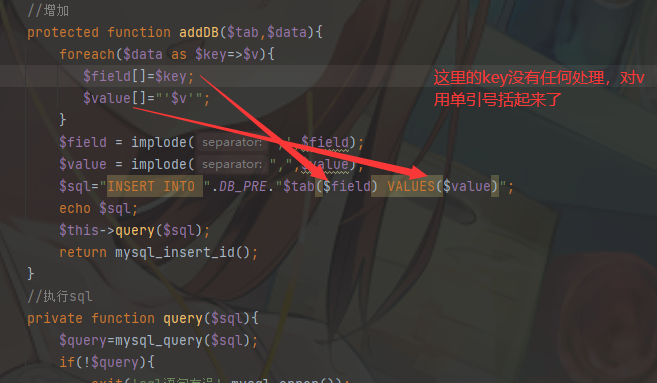 //增加
protected function addDB($tab,$data){
foreach($data as $key=>$v){
$field[]=$key;
$value[]="'$v'";
}
$field = implode( separator: ",",$field);
$value = implode( separator: ",",$value);
$sql="INSERT INTO ".DB_PRE."$tab($field) VALUES($value)";
echo $sql;
$this->query($sql);
return mysql_insert_id();
}
//执行sql
private function query($sql){
$query=mysql_query($sql);
if(!$query){
这里的key没有任何处理，对v
用单引号括起来了